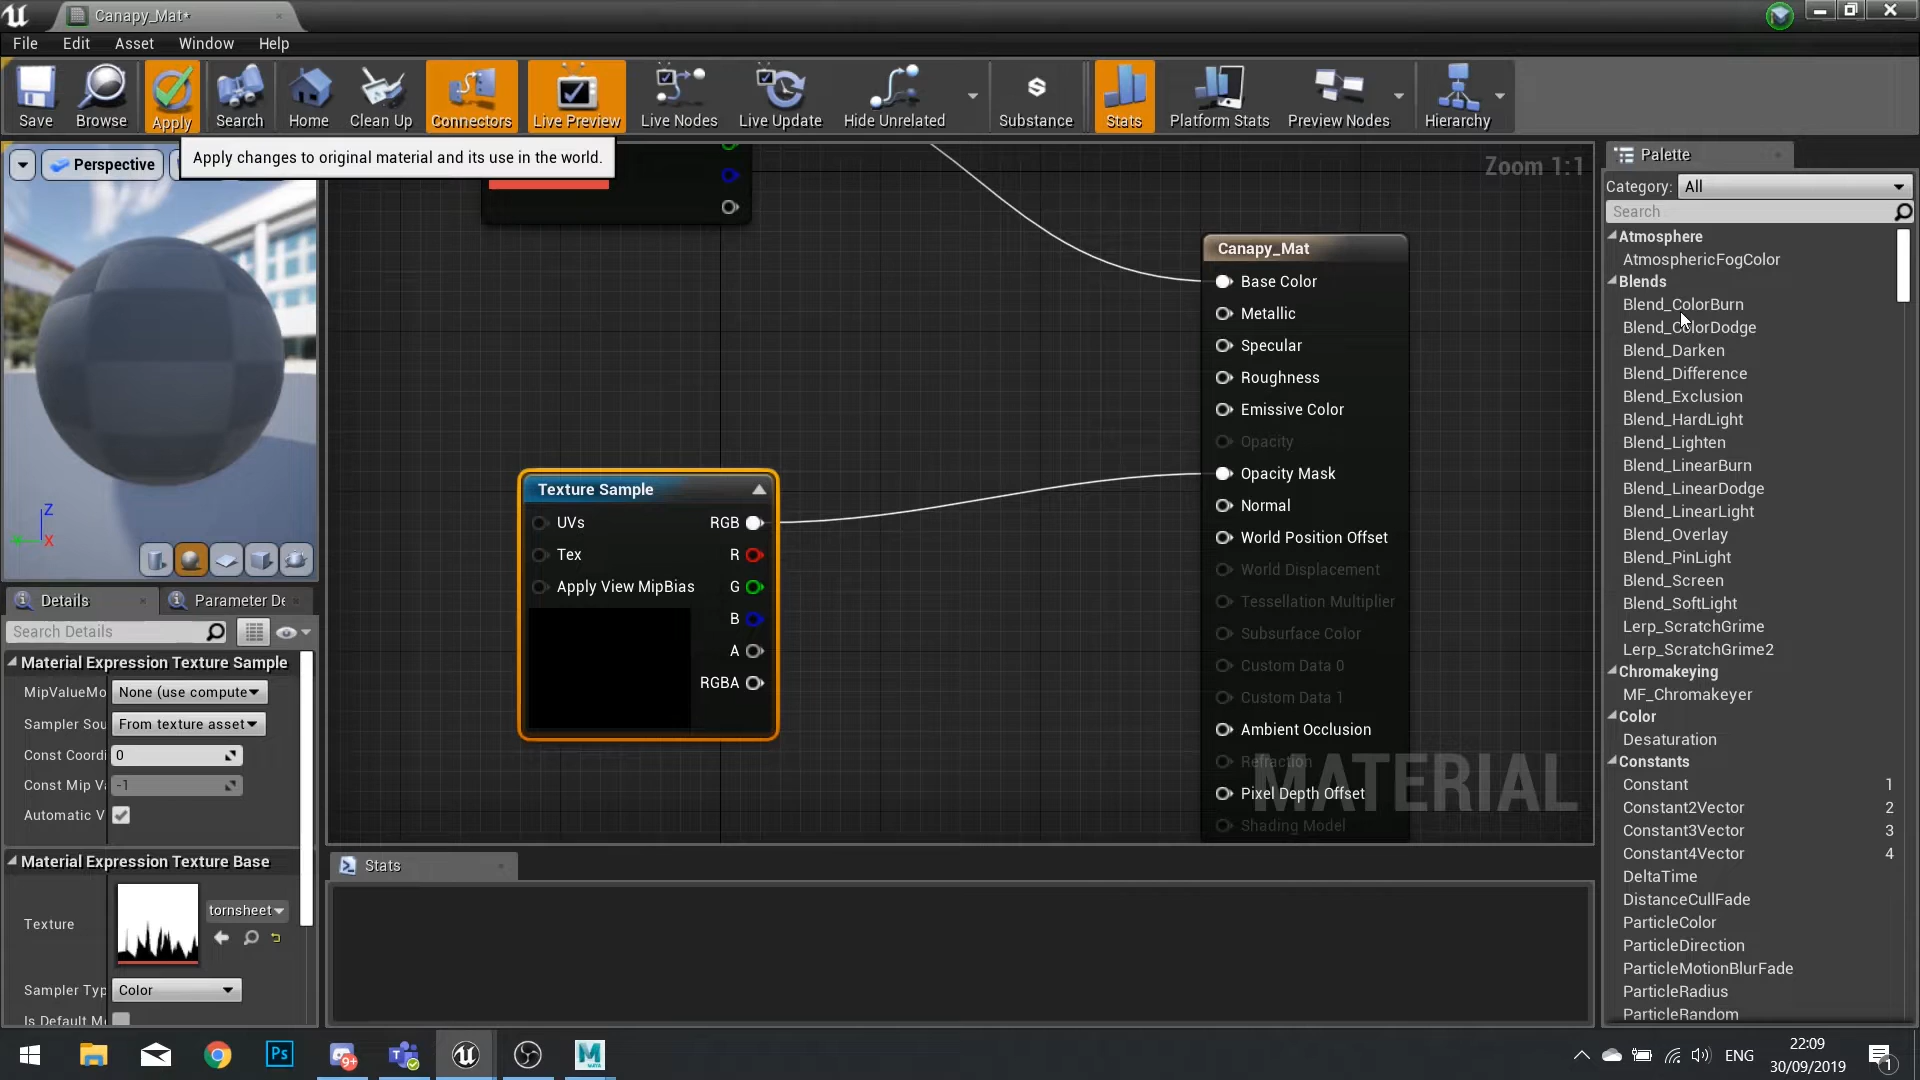 Canapy_Mat*
File Edit Asset Window Help
Save Browse Apply Search Home Clean Up Connectors Live Preview Live Nodes Live Update Hide Unrelated Substance Stats Platform Stats Preview Nodes Hierarchy
Apply changes to original material and its use in the world.
Perspective
Zoom 1:1
Z
X
Details
Parameter De
Search Details
Material Expression Texture Sample
MipValueMo None (use compute
Sampler Sou From texture asset
Const Coordi 0
Const Mip Va -1
Automatic V
Material Expression Texture Base
Texture tornsheet
Sampler Typ Color
Is Default M
Texture Sample
UVs RGB
Tex R
Apply View MipBias G
B
A
RGBA
Canapy_Mat
Base Color
Metallic
Specular
Roughness
Emissive Color
Opacity
Opacity Mask
Normal
World Position Offset
World Displacement
Tessellation Multiplier
Subsurface Color
Custom Data 0
Custom Data 1
Ambient Occlusion
Refraction
Pixel Depth Offset
Shading Model
MATERIAL
Stats
Palette
Category: All
Search
Atmosphere
AtmosphericFogColor
Blends
Blend_ColorBurn
Blend_ColorDodge
Blend_Darken
Blend_Difference
Blend_Exclusion
Blend_HardLight
Blend_Lighten
Blend_LinearBurn
Blend_LinearDodge
Blend_LinearLight
Blend_Overlay
Blend_PinLight
Blend_Screen
Blend_SoftLight
Lerp_ScratchGrime
Lerp_ScratchGrime2
Chromakeying
MF_Chromakeyer
Color
Desaturation
Constants
Constant 1
Constant2Vector 2
Constant3Vector 3
Constant4Vector 4
DeltaTime
DistanceCullFade
ParticleColor
ParticleDirection
ParticleMotionBlurFade
ParticleRadius
ParticleRandom
Ps
9+
M
ENG
22:09
30/09/2019
1